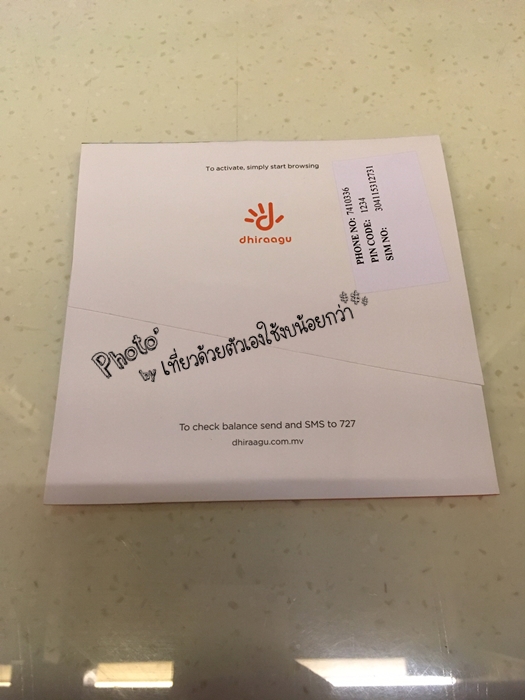 To activate, simply start browsing
dhiraagu
PHONE NO: 7410336
PIN CODE: 1234
SIM NO: 304115312731
Photo
by เที่ยวด้วยตัวเองใช้งบน้อยกว่า
To check balance send and SMS to 727
dhiraagu.com.mv